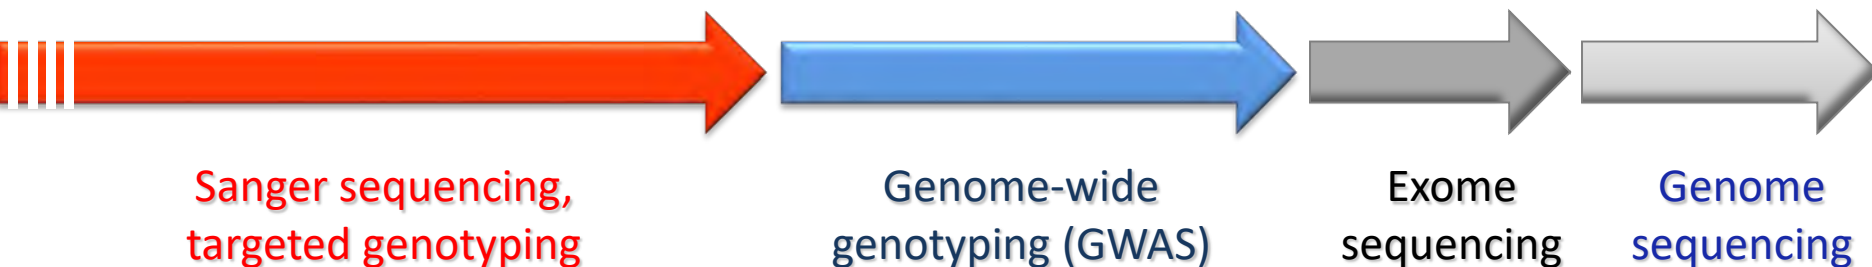 Sanger sequencing,
targeted genotyping
Genome-wide
genotyping (GWAS)
Exome
sequencing
Genome
sequencing